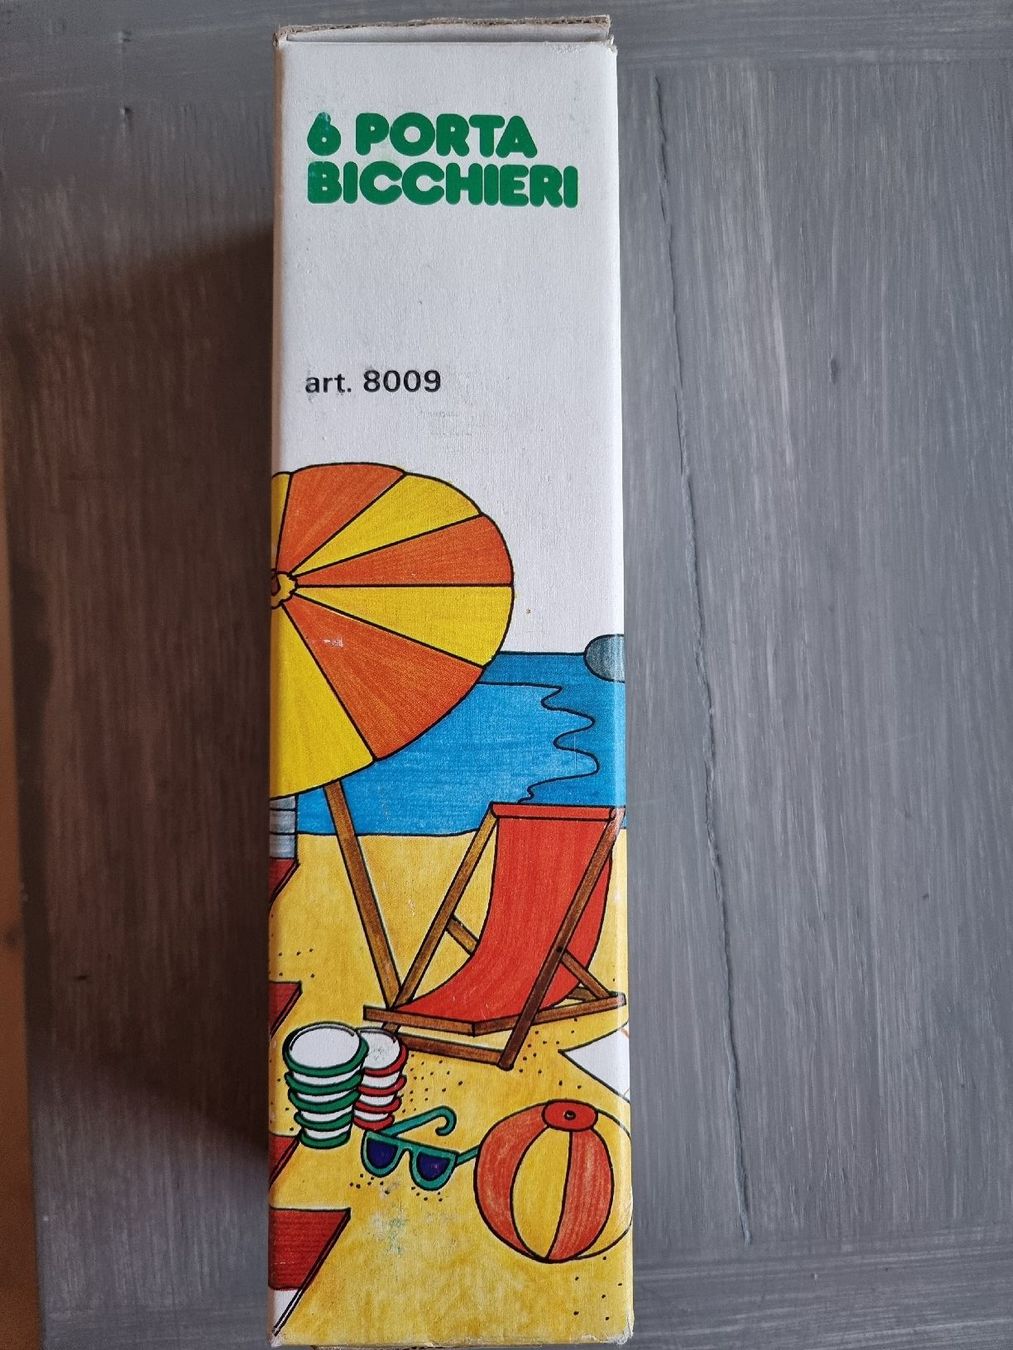 6 PORTA
BICCHIERI
art. 8009